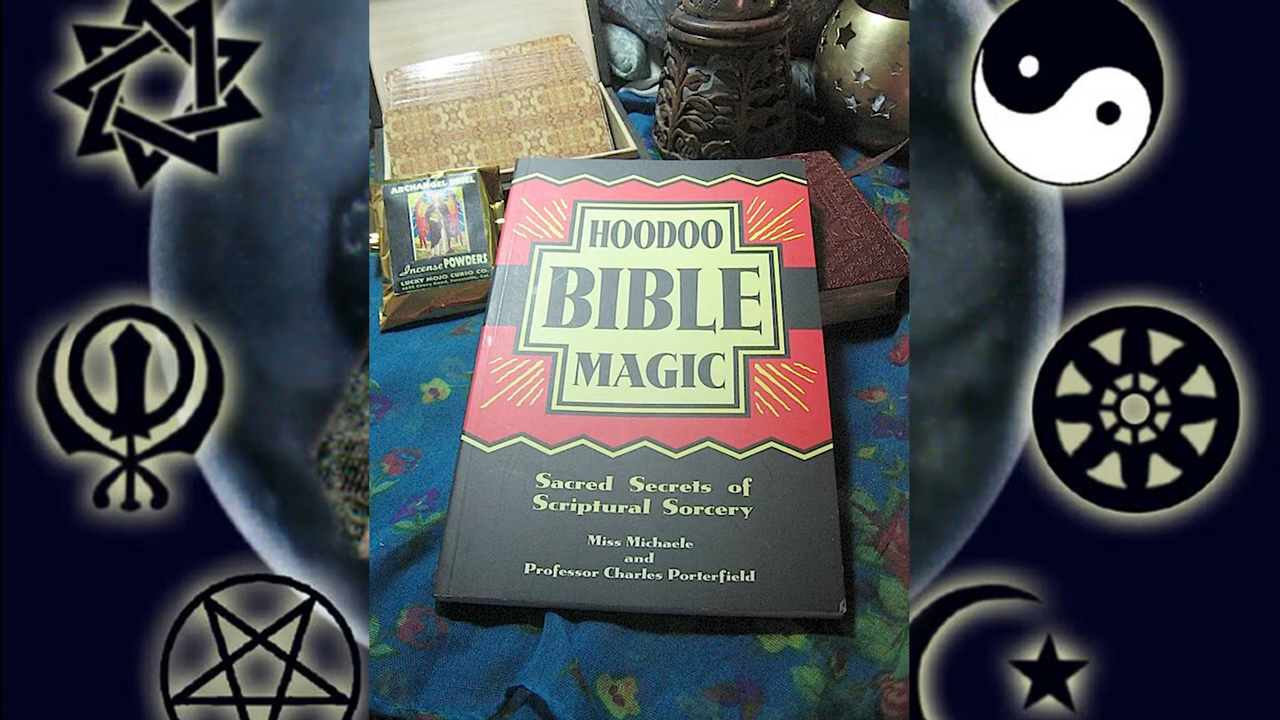 ARCHANGEL URIEL
Incense POWDERS
LUCKY MOJO CURIO CO.
HOODOO
BIBLE
MAGIC
Sacred Secrets of
Scriptural Sorcery
Miss Michaele
and
Professor Charles Porterfield